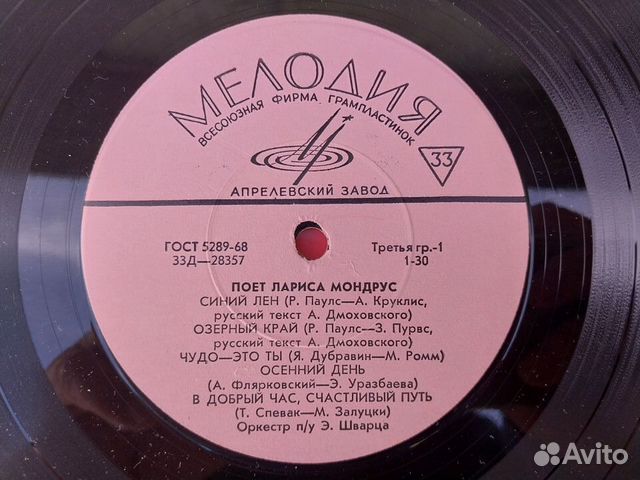 МЕЛОДИЯ
ВСЕСОЮЗНАЯ ФИРМА ГРАМПЛАСТИНОК
33
АПРЕЛЕВСКИЙ ЗАВОД
ГОСТ 5289-68 Третья гр.-1
33Д—28357 1-30
ПОЕТ ЛАРИСА МОНДРУС
СИНИЙ ЛЕН (Р. Паулс—А. Круклис,
русский текст А. Дмоховского)
ОЗЕРНЫЙ КРАЙ (Р. Паулс—З. Пурвс,
русский текст А. Дмоховского)
ЧУДО—ЭТО ТЫ (Я. Дубравин—М. Ромм)
ОСЕННИЙ ДЕНЬ
(А. Флярковский—Э. Уразбаева)
В ДОБРЫЙ ЧАС, СЧАСТЛИВЫЙ ПУТЬ
(Т. Спевак—М. Залуцки)
Оркестр п/у Э. Шварца
Avito